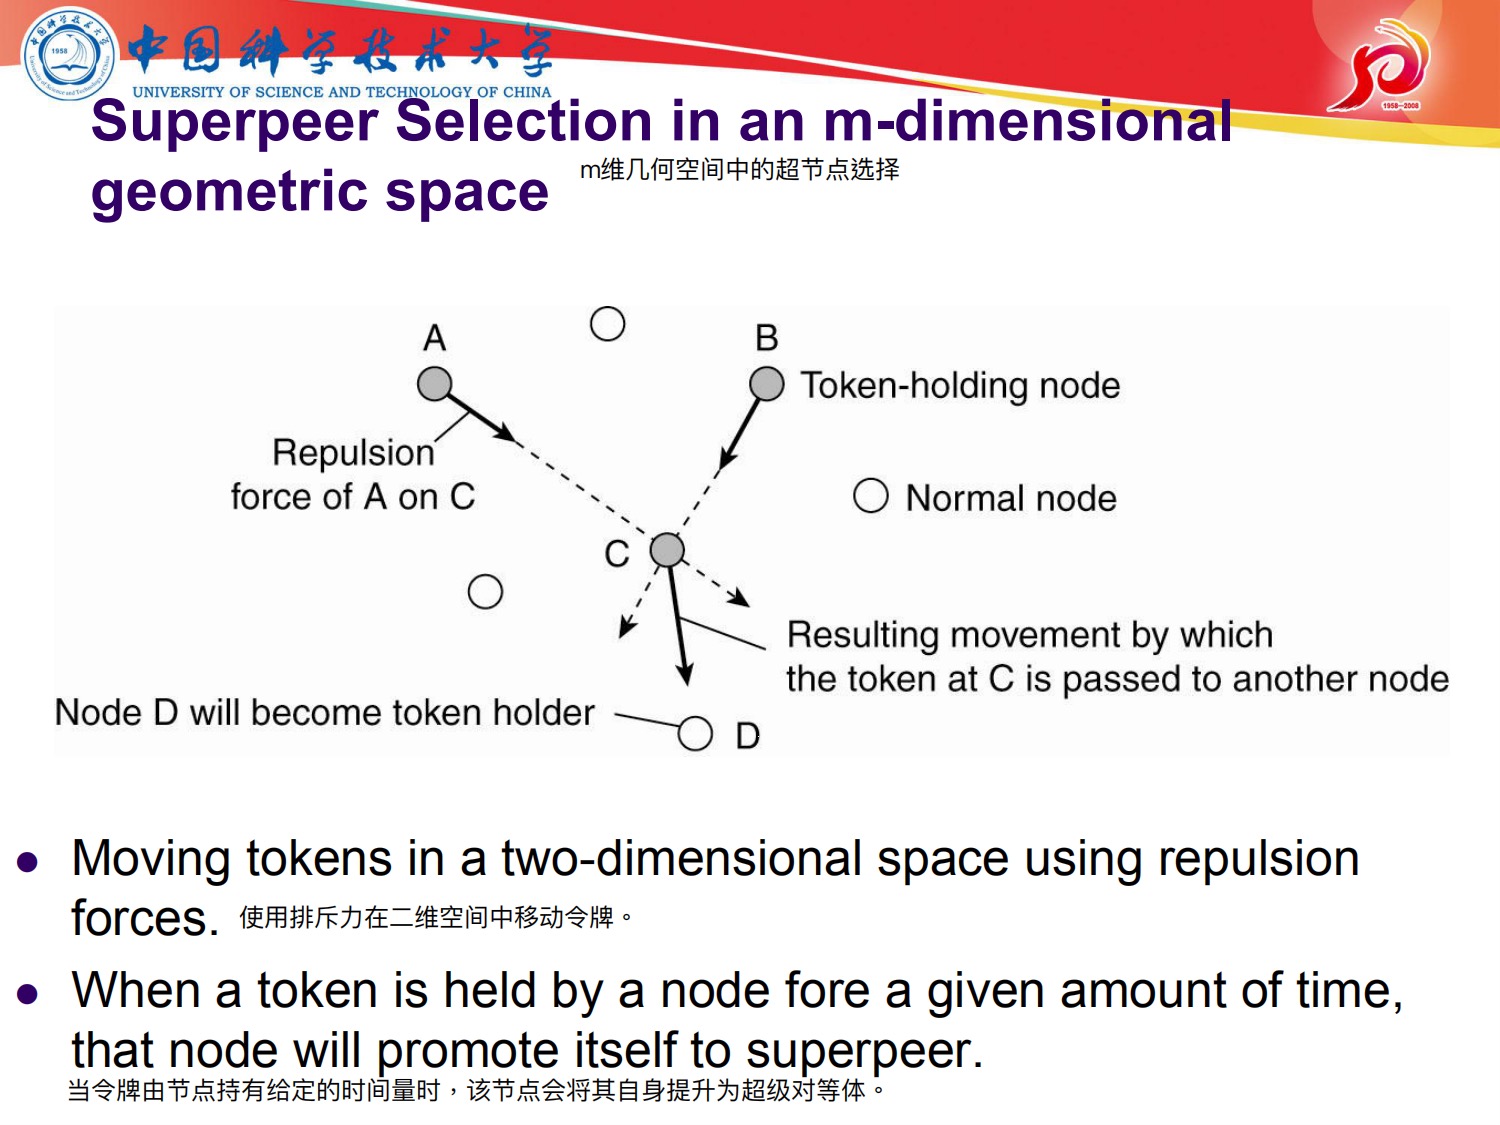 中国科学技术大学
1958
UNIVERSITY OF SCIENCE AND TECHNOLOGY OF CHINA
1958—2008
Superpeer Selection in an m-dimensional
geometric space
m维几何空间中的超节点选择
A
B
Token-holding node
Repulsion
force of A on C
Normal node
C
Resulting movement by which
the token at C is passed to another node
Node D will become token holder
D
Moving tokens in a two-dimensional space using repulsion
forces. 使用排斥力在二维空间中移动令牌。
When a token is held by a node fore a given amount of time,
that node will promote itself to superpeer.
当令牌由节点持有给定的时间量时，该节点会将其自身提升为超级对等体。